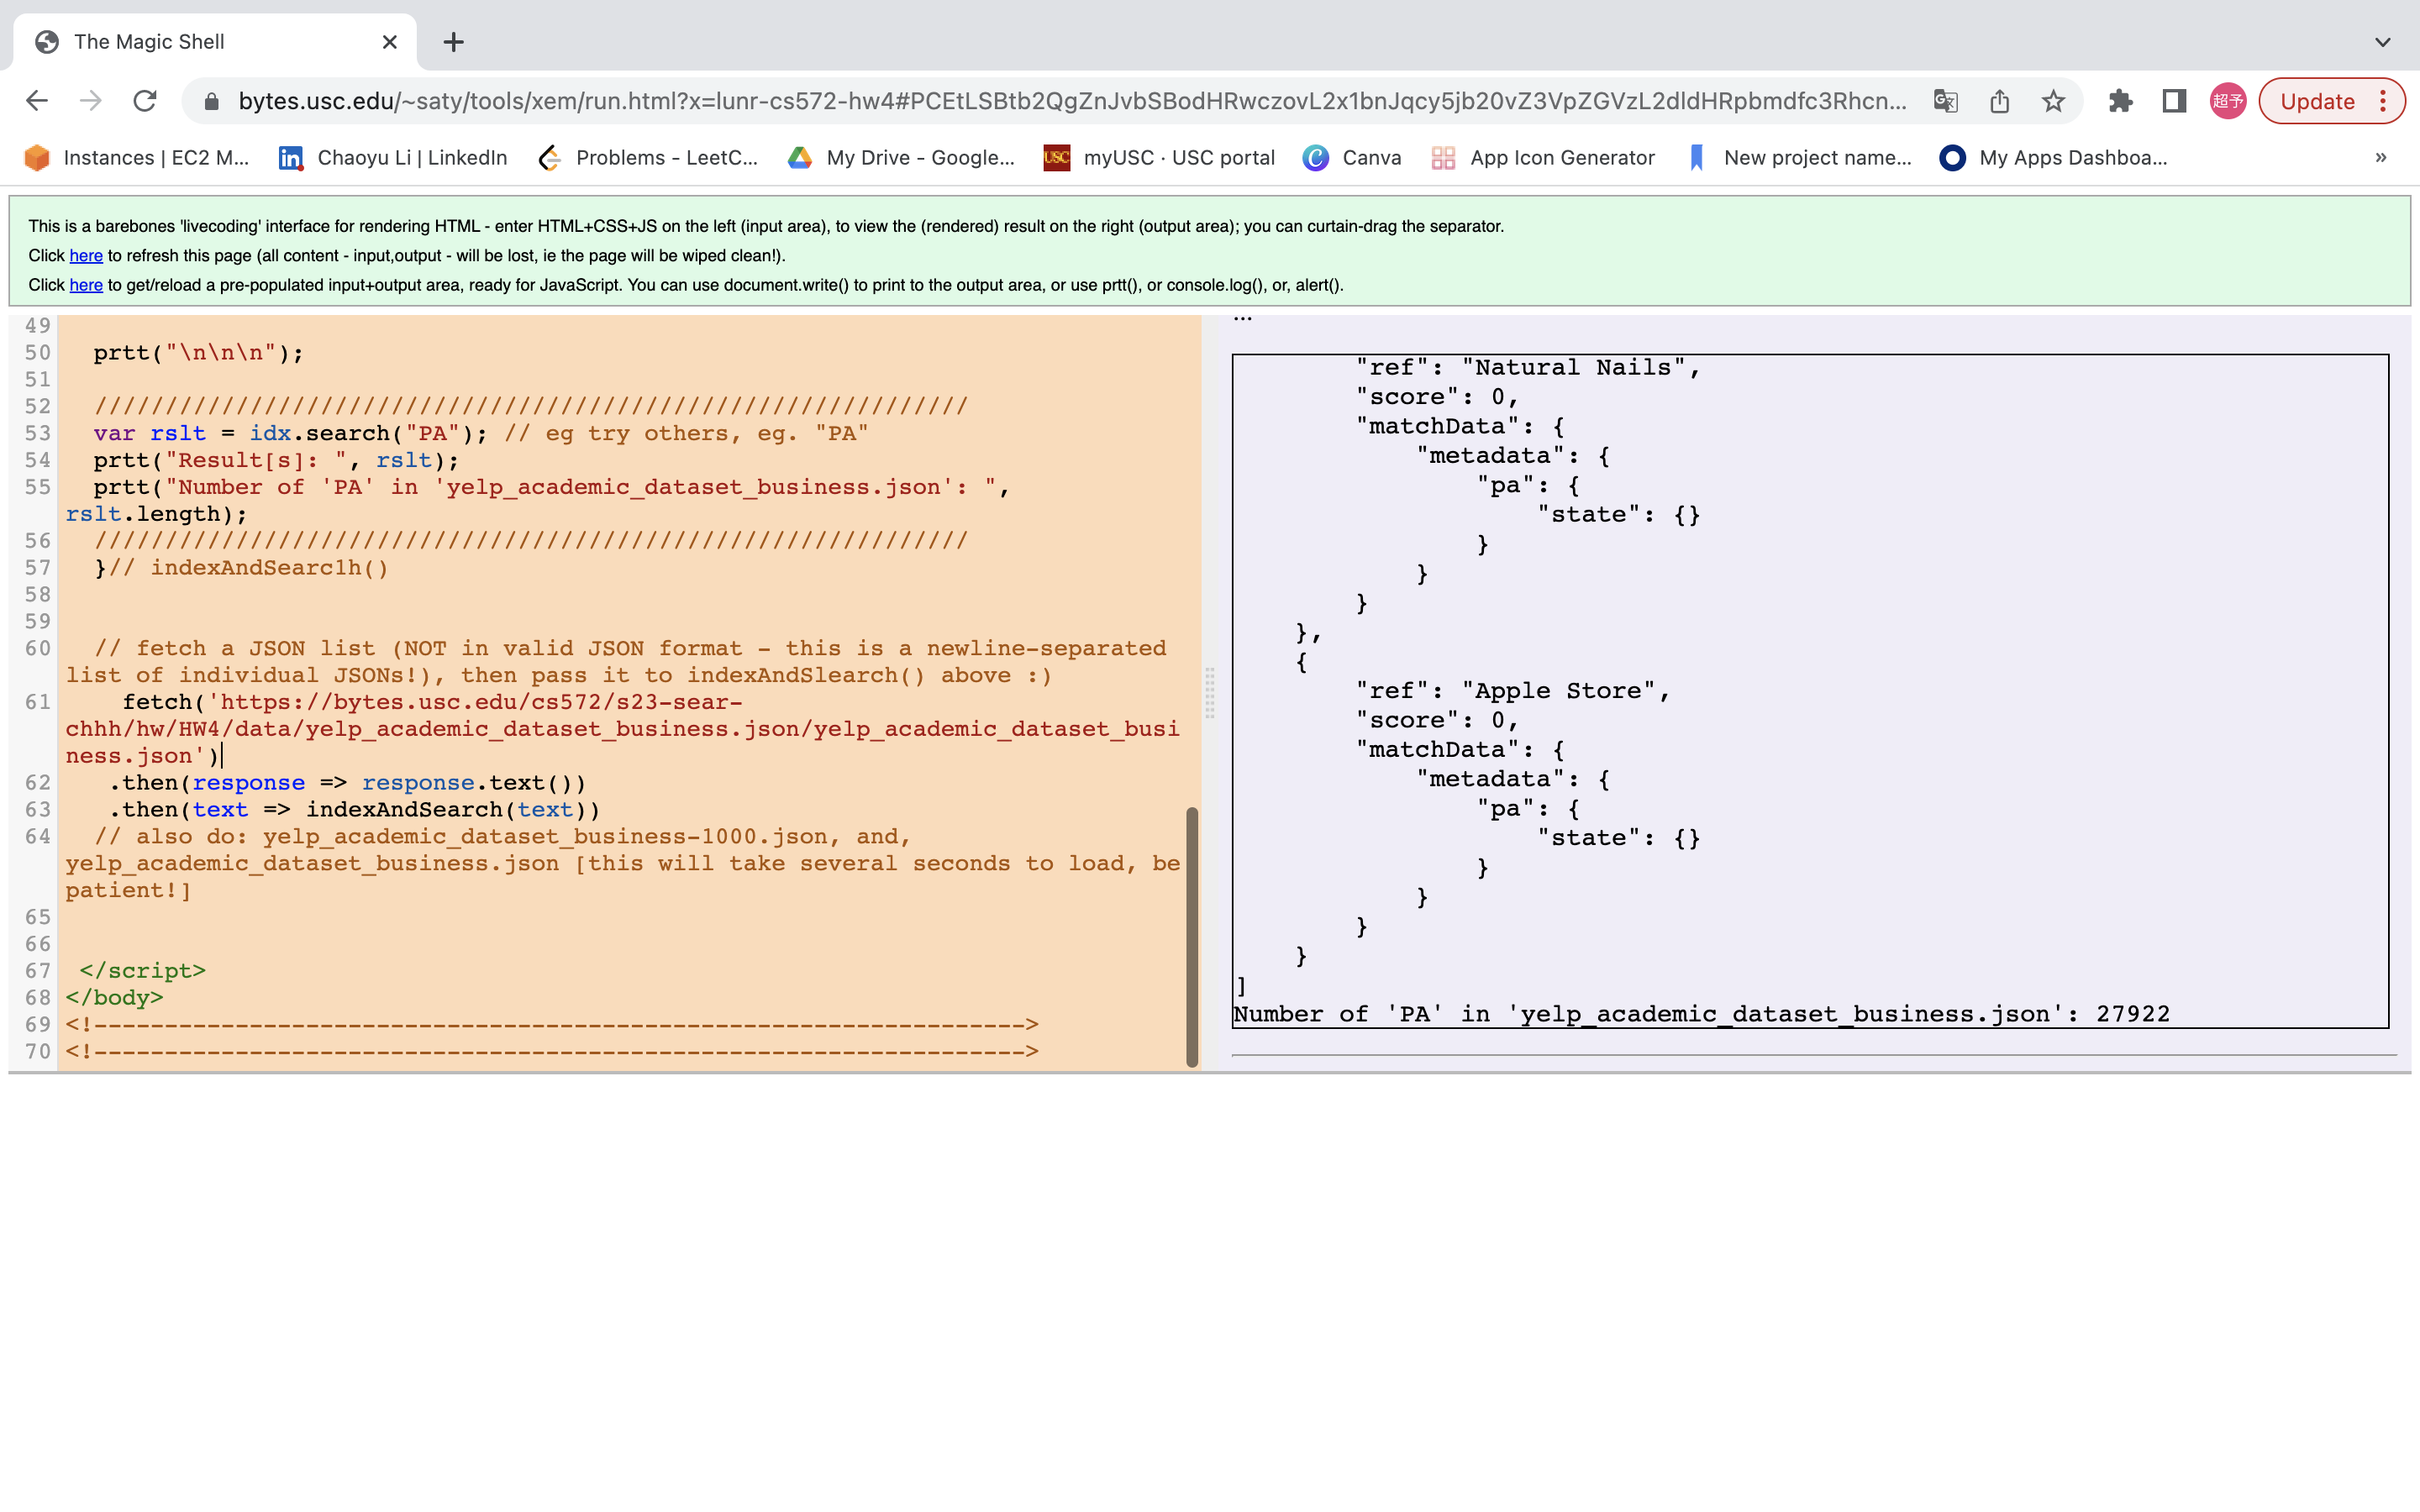 The Magic Shell
bytes.usc.edu/~saty/tools/xem/run.html?x=lunr-cs572-hw4#PCEtLSBtb2QgZnJvbSBodHRwczovL2x1bnJqcy5jb20vZ3VpZGVzL2dldHRpbmdfc3Rhcn...
超予
Update
Instances | EC2 M...
Chaoyu Li | LinkedIn
Problems - LeetC...
My Drive - Google...
USC
myUSC · USC portal
Canva
App Icon Generator
New project name...
My Apps Dashboa...
»
This is a barebones 'livecoding' interface for rendering HTML - enter HTML+CSS+JS on the left (input area), to view the (rendered) result on the right (output area); you can curtain-drag the separator.
Click here to refresh this page (all content - input,output - will be lost, ie the page will be wiped clean!).
Click here to get/reload a pre-populated input+output area, ready for JavaScript. You can use document.write() to print to the output area, or use prtt(), or console.log(), or, alert().
49
50 prtt("\n\n\n");
51
52 //////////////////////////////////////////////////////////////
53 var rslt = idx.search("PA"); // eg try others, eg. "PA"
54 prtt("Result[s]: ", rslt);
55 prtt("Number of 'PA' in 'yelp_academic_dataset_business.json': ",
rslt.length);
56 //////////////////////////////////////////////////////////////
57 }// indexAndSearc1h()
58
59
60 // fetch a JSON list (NOT in valid JSON format - this is a newline-separated
list of individual JSONs!), then pass it to indexAndSlearch() above :)
61 fetch('https://bytes.usc.edu/cs572/s23-sear-
chhh/hw/HW4/data/yelp_academic_dataset_business.json/yelp_academic_dataset_busi
ness.json')
62 .then(response => response.text())
63 .then(text => indexAndSearch(text))
64 // also do: yelp_academic_dataset_business-1000.json, and,
yelp_academic_dataset_business.json [this will take several seconds to load, be
patient!]
65
66
67 </script>
68 </body>
69 <!------------------------------------------------------------------>
70 <!------------------------------------------------------------------>
...
"ref": "Natural Nails",
"score": 0,
"matchData": {
"metadata": {
"pa": {
"state": {}
}
}
}
},
{
"ref": "Apple Store",
"score": 0,
"matchData": {
"metadata": {
"pa": {
"state": {}
}
}
}
}
]
Number of 'PA' in 'yelp_academic_dataset_business.json': 27922